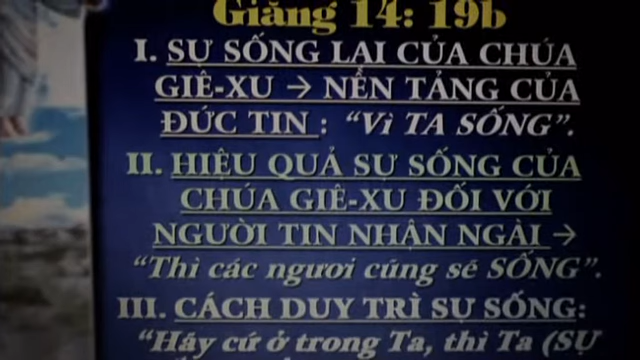 Giăng 14: 19b
I. SỰ SỐNG LẠI CỦA CHÚA
GIÊ-XU → NỀN TẢNG CỦA
ĐỨC TIN : “Vì TA SỐNG”.
II. HIỆU QUẢ SỰ SỐNG CỦA
CHÚA GIÊ-XU ĐỐI VỚI
NGƯỜI TIN NHẬN NGÀI →
“Thì các ngươi cũng sẽ SỐNG”.
III. CÁCH DUY TRÌ SỰ SỐNG:
“Hãy cứ ở trong Ta, thì Ta (SỰ